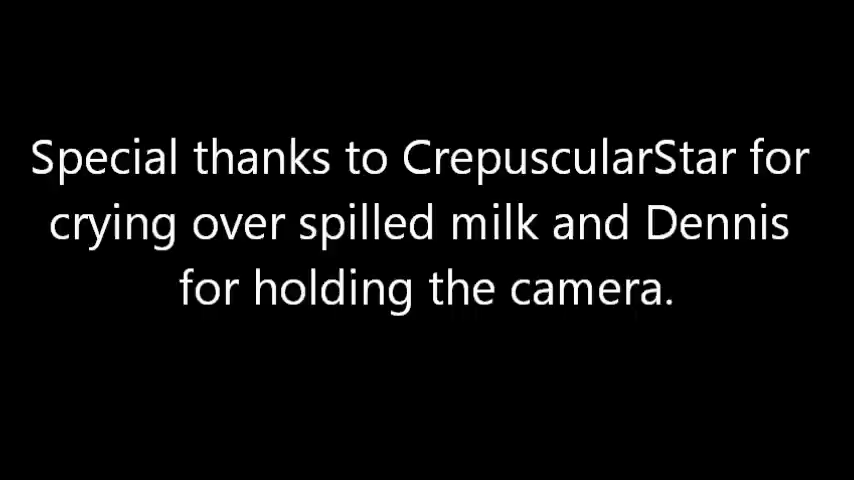 Special thanks to CrepuscularStar for
crying over spilled milk and Dennis
for holding the camera.